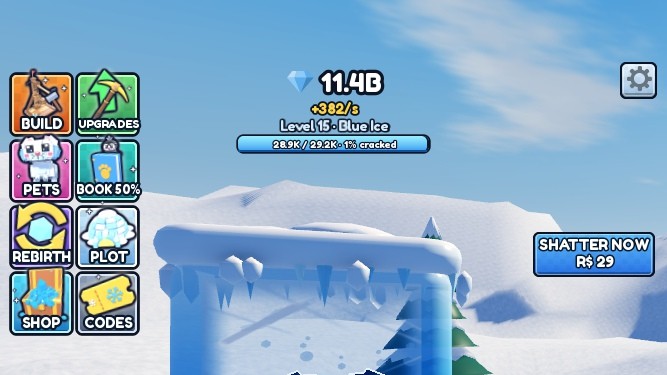 11.4B
+382/s
Level 15 · Blue Ice
28.9K / 29.2K · 1% cracked
BUILD
UPGRADES
PETS
BOOK 50%
REBIRTH
PLOT
SHOP
CODES
SHATTER NOW
R$ 29